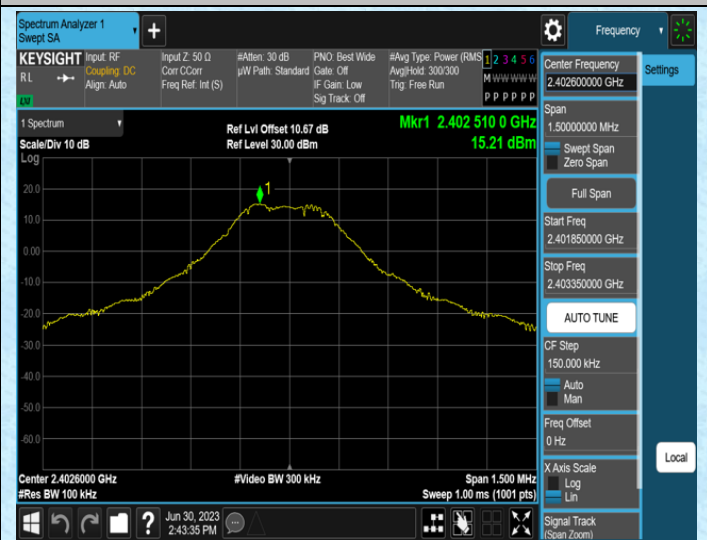 Spectrum Analyzer 1
Swept SA
+
Frequency
KEYSIGHT
R L
Input: RF
Coupling: DC
Align: Auto
Input Z: 50 Ω
Corr CCorr
Freq Ref: Int (S)
#Atten: 30 dB
µW Path: Standard
PNO: Best Wide
Gate: Off
IF Gain: Low
Sig Track: Off
#Avg Type: Power (RMS
Avg|Hold: 300/300
Trig: Free Run
1 2 3 4 5 6
M W W W W W
P P P P P P
1 Spectrum
Scale/Div 10 dB
Log
Ref Lvl Offset 10.67 dB
Ref Level 30.00 dBm
Mkr1 2.402 510 0 GHz
15.21 dBm
1
20.0
10.0
0.00
-10.0
-20.0
-30.0
-40.0
-50.0
-60.0
Center 2.4026000 GHz
#Res BW 100 kHz
#Video BW 300 kHz
Span 1.500 MHz
Sweep 1.00 ms (1001 pts)
?
Jun 30, 2023
2:43:35 PM
Center Frequency
2.402600000 GHz
Span
1.50000000 MHz
Swept Span
Zero Span
Full Span
Start Freq
2.401850000 GHz
Stop Freq
2.403350000 GHz
AUTO TUNE
CF Step
150.000 kHz
Auto
Man
Freq Offset
0 Hz
X Axis Scale
Log
Lin
Signal Track
(Span Zoom)
Settings
Local